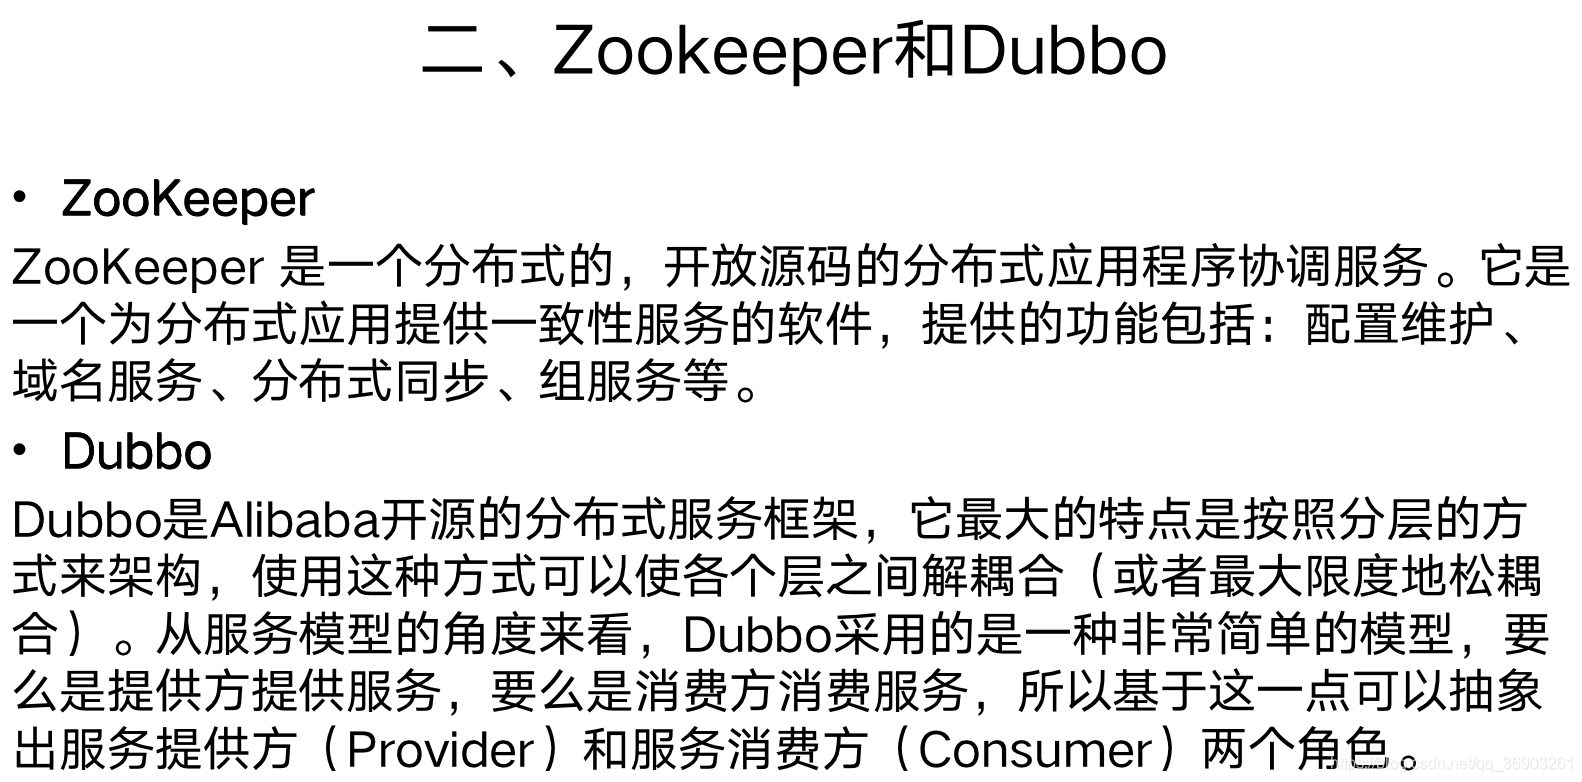 二、Zookeeper和Dubbo
• ZooKeeper
ZooKeeper 是一个分布式的，开放源码的分布式应用程序协调服务。它是
一个为分布式应用提供一致性服务的软件，提供的功能包括：配置维护、
域名服务、分布式同步、组服务等。
• Dubbo
Dubbo是Alibaba开源的分布式服务框架，它最大的特点是按照分层的方
式来架构，使用这种方式可以使各个层之间解耦合（或者最大限度地松耦
合）。从服务模型的角度来看，Dubbo采用的是一种非常简单的模型，要
么是提供方提供服务，要么是消费方消费服务，所以基于这一点可以抽象
出服务提供方（Provider）和服务消费方（Consumer）两个角色。
https://blog.csdn.net/qq_36903261